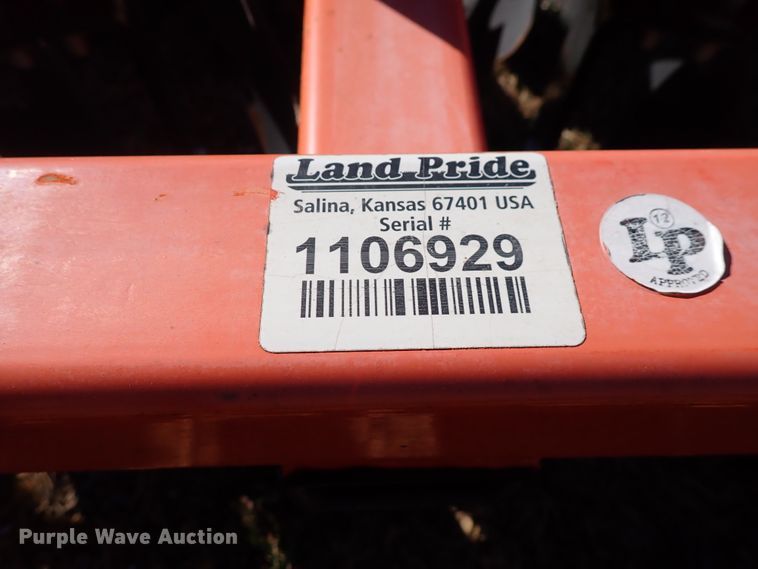 Land Pride
Salina, Kansas 67401 USA
Serial #
1106929
12
LP
APPROVED
Purple Wave Auction